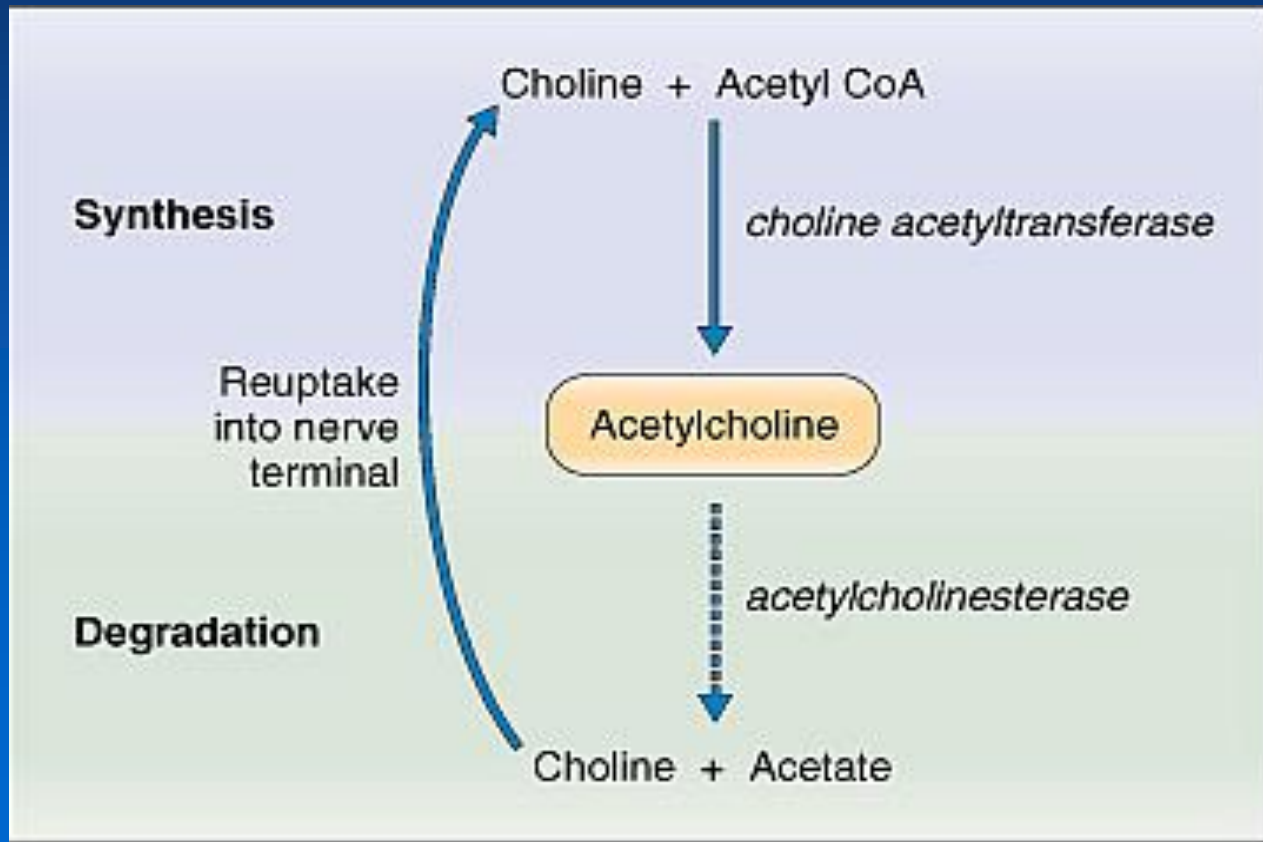 Choline + Acetyl CoA
Synthesis
choline acetyltransferase
Reuptake
into nerve
terminal
Acetylcholine
acetylcholinesterase
Degradation
Choline + Acetate